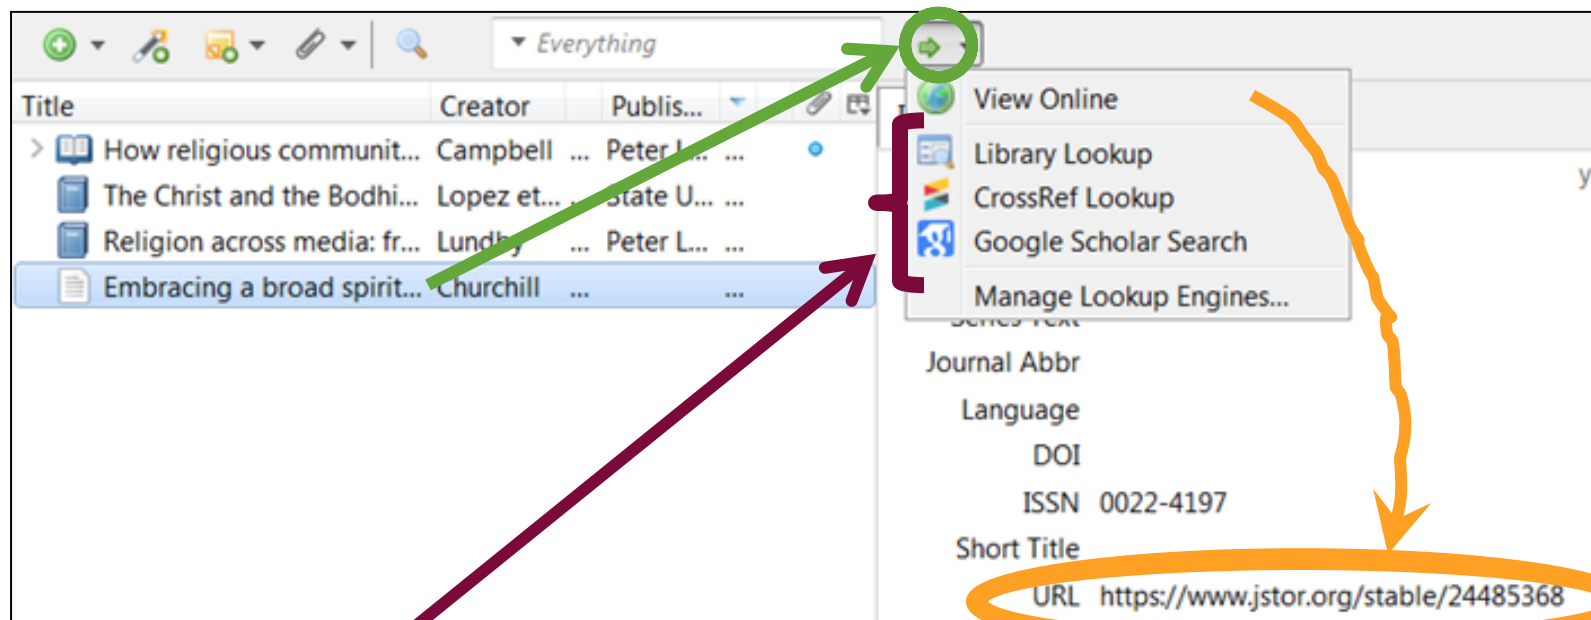 Everything
Title Creator Publis...
How religious communit... Campbell ... Peter L... ...
The Christ and the Bodhi... Lopez et... . State U... ...
Religion across media: fr... Lundby ... Peter L... ...
Embracing a broad spirit... Churchill ... ...
View Online
Library Lookup
CrossRef Lookup
Google Scholar Search
Manage Lookup Engines...
Series Text
Journal Abbr
Language
DOI
ISSN 0022-4197
Short Title
URL https://www.jstor.org/stable/24485368
y